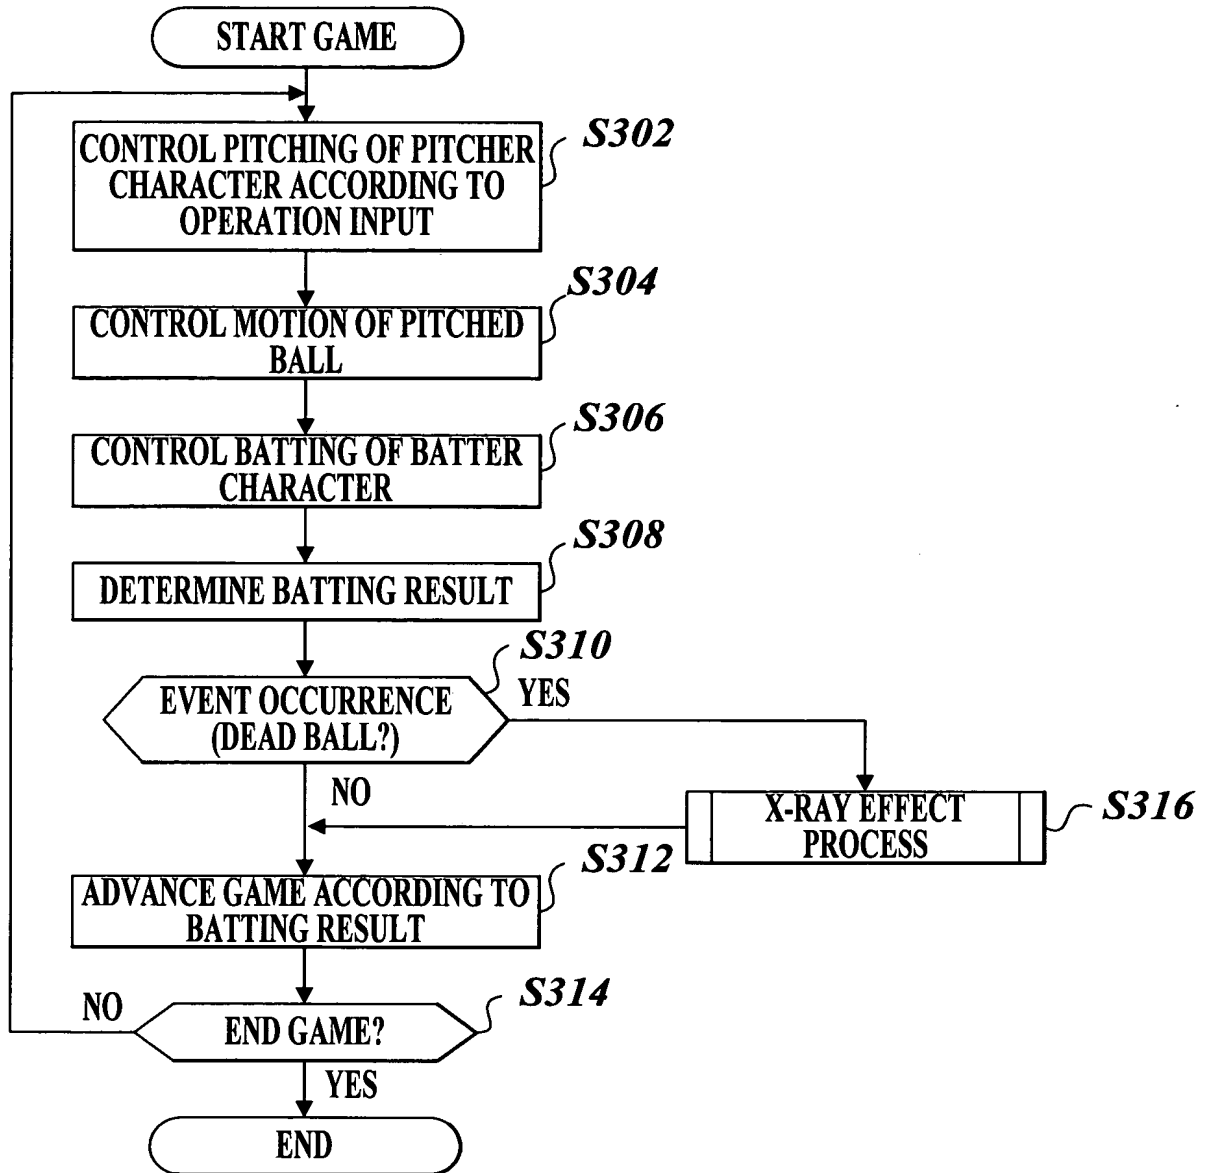 START GAME
CONTROL PITCHING OF PITCHER
CHARACTER ACCORDING TO
OPERATION INPUT
S302
CONTROL MOTION OF PITCHED
BALL
S304
CONTROL BATTING OF BATTER
CHARACTER
S306
DETERMINE BATTING RESULT
S308
EVENT OCCURRENCE
(DEAD BALL?)
S310
YES
NO
X-RAY EFFECT
PROCESS
S316
ADVANCE GAME ACCORDING TO
BATTING RESULT
S312
END GAME?
S314
NO
YES
END